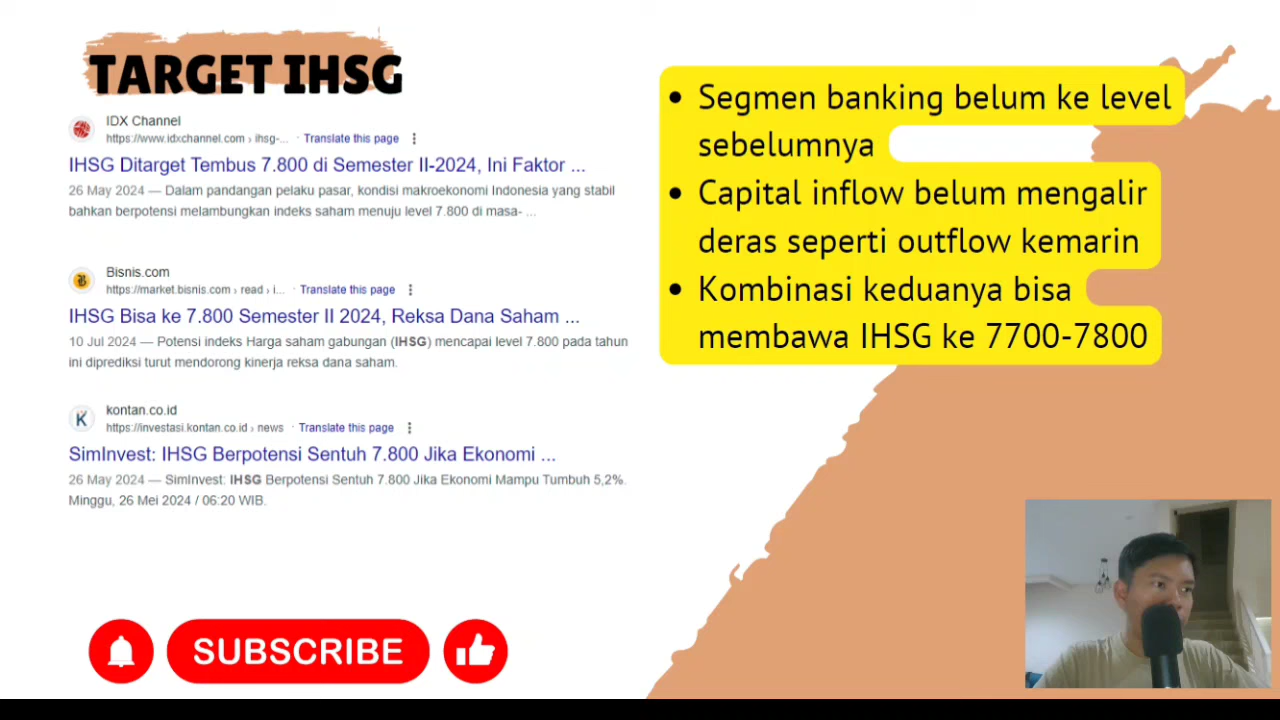 TARGET IHSG
IDX Channel
https://www.idxchannel.com › ihsg-... · Translate this page
IHSG Ditarget Tembus 7.800 di Semester II-2024, Ini Faktor ...
26 May 2024 — Dalam pandangan pelaku pasar, kondisi makroekonomi Indonesia yang stabil
bahkan berpotensi melambungkan indeks saham menuju level 7.800 di masa- ...
Bisnis.com
https://market.bisnis.com › read › i... · Translate this page
IHSG Bisa ke 7.800 Semester II 2024, Reksa Dana Saham ...
10 Jul 2024 — Potensi indeks Harga saham gabungan (IHSG) mencapai level 7.800 pada tahun
ini diprediksi turut mendorong kinerja reksa dana saham.
kontan.co.id
https://investasi.kontan.co.id › news · Translate this page
SimInvest: IHSG Berpotensi Sentuh 7.800 Jika Ekonomi ...
26 May 2024 — SimInvest: IHSG Berpotensi Sentuh 7.800 Jika Ekonomi Mampu Tumbuh 5,2%.
Minggu, 26 Mei 2024 / 06:20 WIB.
• Segmen banking belum ke level
sebelumnya
• Capital inflow belum mengalir
deras seperti outflow kemarin
• Kombinasi keduanya bisa
membawa IHSG ke 7700-7800
SUBSCRIBE